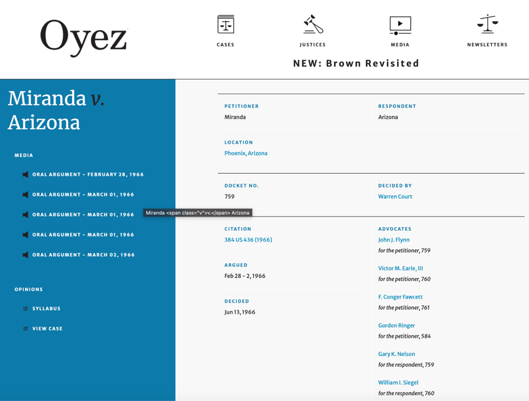 Oyez
CASES
JUSTICES
MEDIA
NEWSLETTERS
NEW: Brown Revisited
Miranda v.
Arizona
MEDIA
ORAL ARGUMENT - FEBRUARY 28, 1966
ORAL ARGUMENT - MARCH 01, 1966
ORAL ARGUMENT - MARCH 01, 1966
ORAL ARGUMENT - MARCH 01, 1966
ORAL ARGUMENT - MARCH 02, 1966
Miranda <span class="v">v.</span> Arizona
OPINIONS
SYLLABUS
VIEW CASE
PETITIONER
Miranda
RESPONDENT
Arizona
LOCATION
Phoenix, Arizona
DOCKET NO.
759
DECIDED BY
Warren Court
CITATION
384 US 436 (1966)
ARGUED
Feb 28 - 2, 1966
DECIDED
Jun 13, 1966
ADVOCATES
John J. Flynn
for the petitioner, 759
Victor M. Earle, III
for the petitioner, 760
F. Conger Fawcett
for the petitioner, 761
Gordon Ringer
for the petitioner, 584
Gary K. Nelson
for the respondent, 759
William I. Siegel
for the respondent, 760